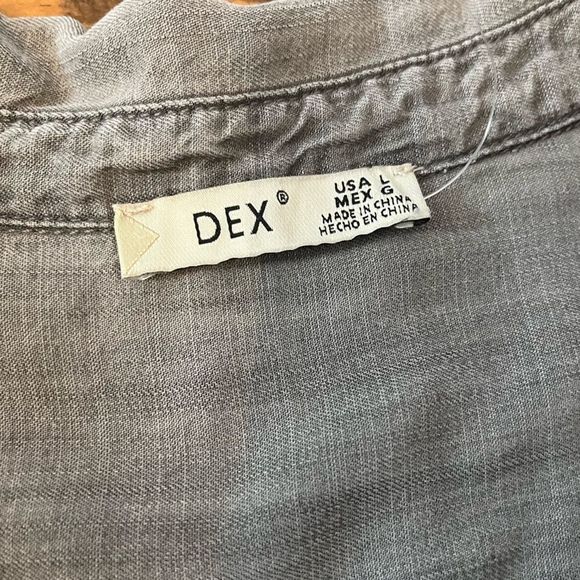 DEX®
USA L
MEX G
MADE IN CHINA
HECHO EN CHINA